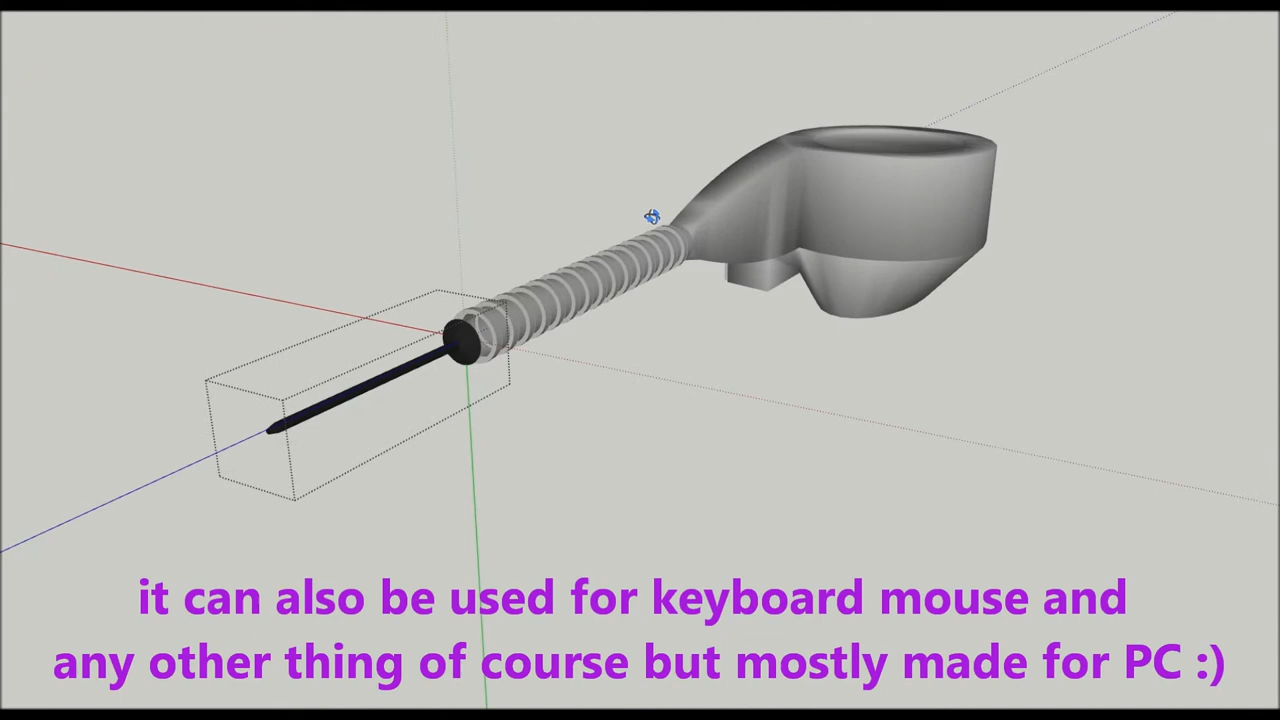 it can also be used for keyboard mouse and
any other thing of course but mostly made for PC :)